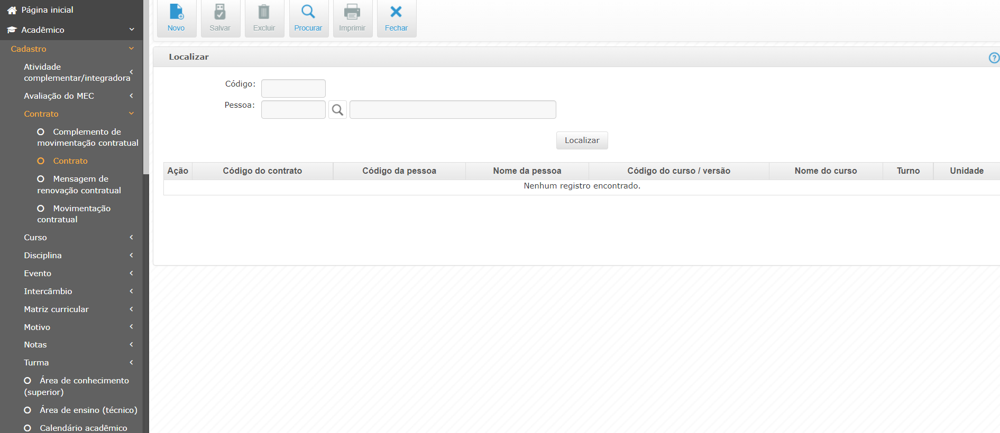 Página inicial
Acadêmico
Cadastro
Atividade
complementar/integradora
Avaliação do MEC
Contrato
Complemento de
movimentação contratual
Contrato
Mensagem de
renovação contratual
Movimentação
contratual
Curso
Disciplina
Evento
Intercâmbio
Matriz curricular
Motivo
Notas
Turma
Área de conhecimento
(superior)
Área de ensino (técnico)
Calendário acadêmico
Novo Salvar Excluir Procurar Imprimir Fechar
Localizar ?
Código:
Pessoa:
Localizar
Ação Código do contrato Código da pessoa Nome da pessoa Código do curso / versão Nome do curso Turno Unidade
Nenhum registro encontrado.